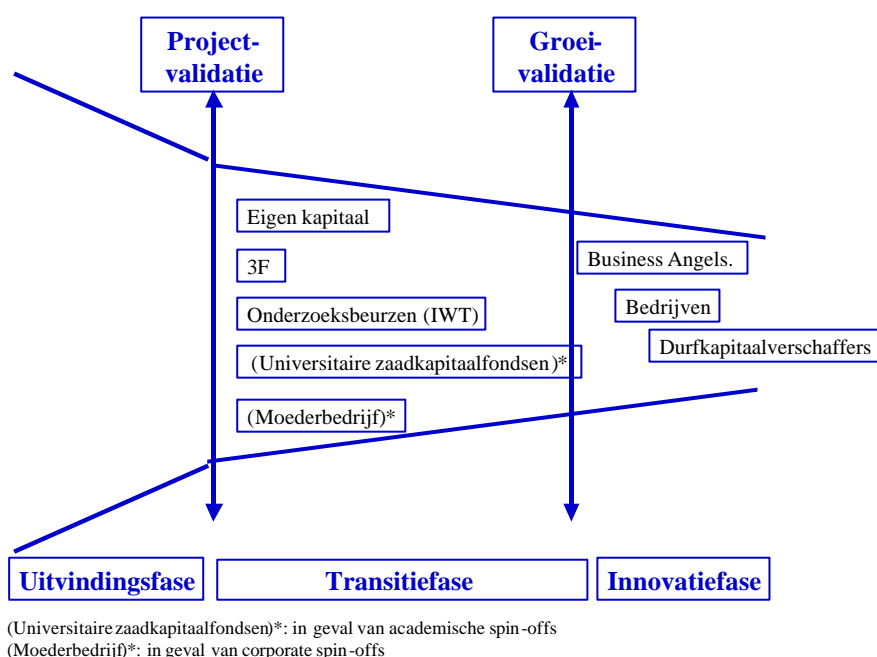 Project-
validatie
Groei-
validatie
Eigen kapitaal
3F
Onderzoeksbeurzen (IWT)
(Universitaire zaadkapitaalfondsen)*
(Moederbedrijf)*
Business Angels.
Bedrijven
Durfkapitaalverschaffers
Uitvindingsfase
Transitiefase
Innovatiefase
(Universitaire zaadkapitaalfondsen)*: in geval van academische spin-offs
(Moederbedrijf)*: in geval van corporate spin-offs